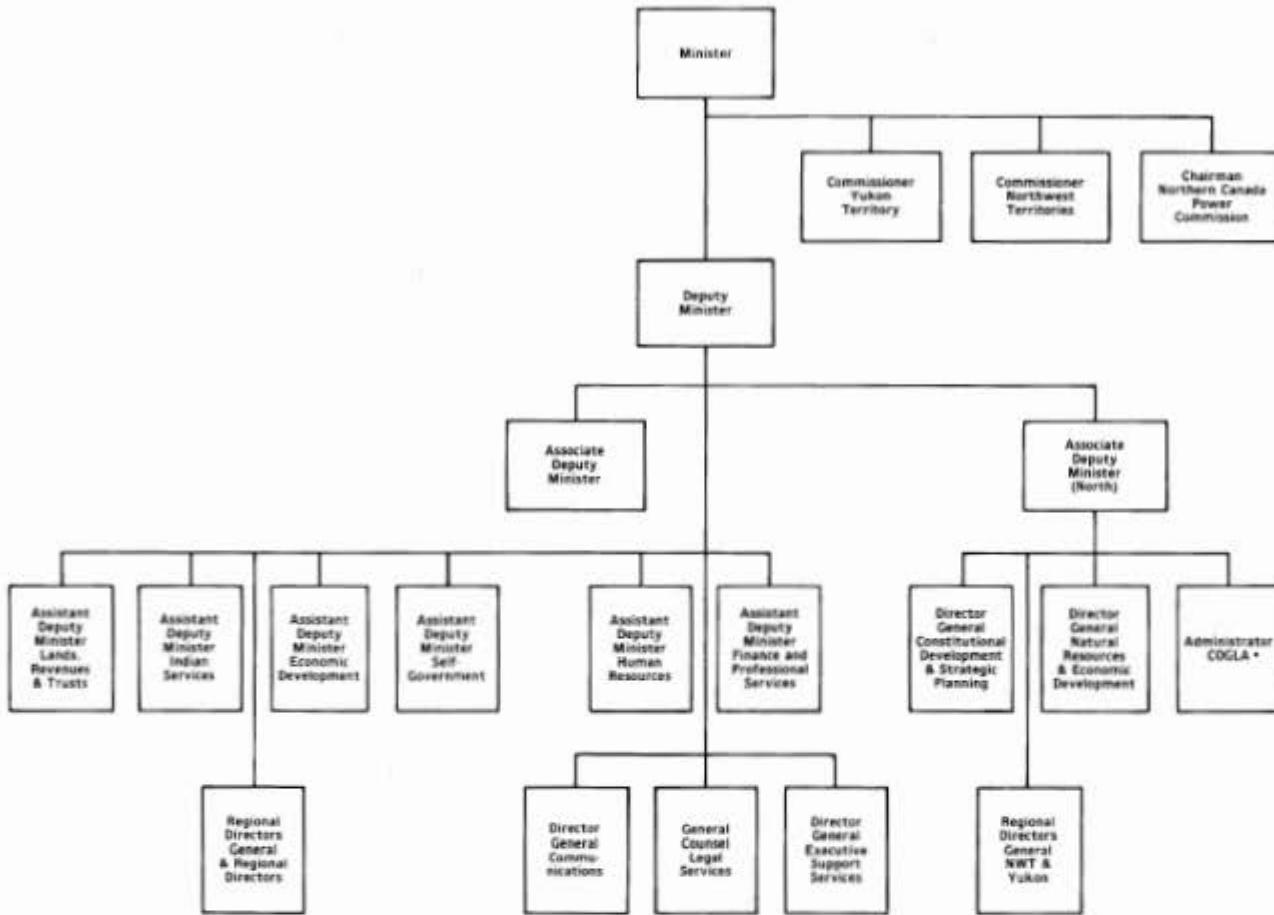 Minister
Commissioner
Yukon
Territory
Commissioner
Northwest
Territories
Chairman
Northern Canada
Power
Commission
Deputy
Minister
Associate
Deputy
Minister
Associate
Deputy
Minister
(North)
Assistant
Deputy
Minister
Lands,
Revenues
& Trusts
Assistant
Deputy
Minister
Indian
Services
Assistant
Deputy
Minister
Economic
Development
Assistant
Deputy
Minister
Self-
Government
Assistant
Deputy
Minister
Human
Resources
Assistant
Deputy
Minister
Finance and
Professional
Services
Director
General
Constitutional
Development
& Strategic
Planning
Director
General
Natural
Resources
& Economic
Development
Administrator
COGLA *
Regional
Directors
General
& Regional
Directors
Director
General
Commu-
nications
General
Counsel
Legal
Services
Director
General
Executive
Support
Services
Regional
Directors
General
NWT &
Yukon